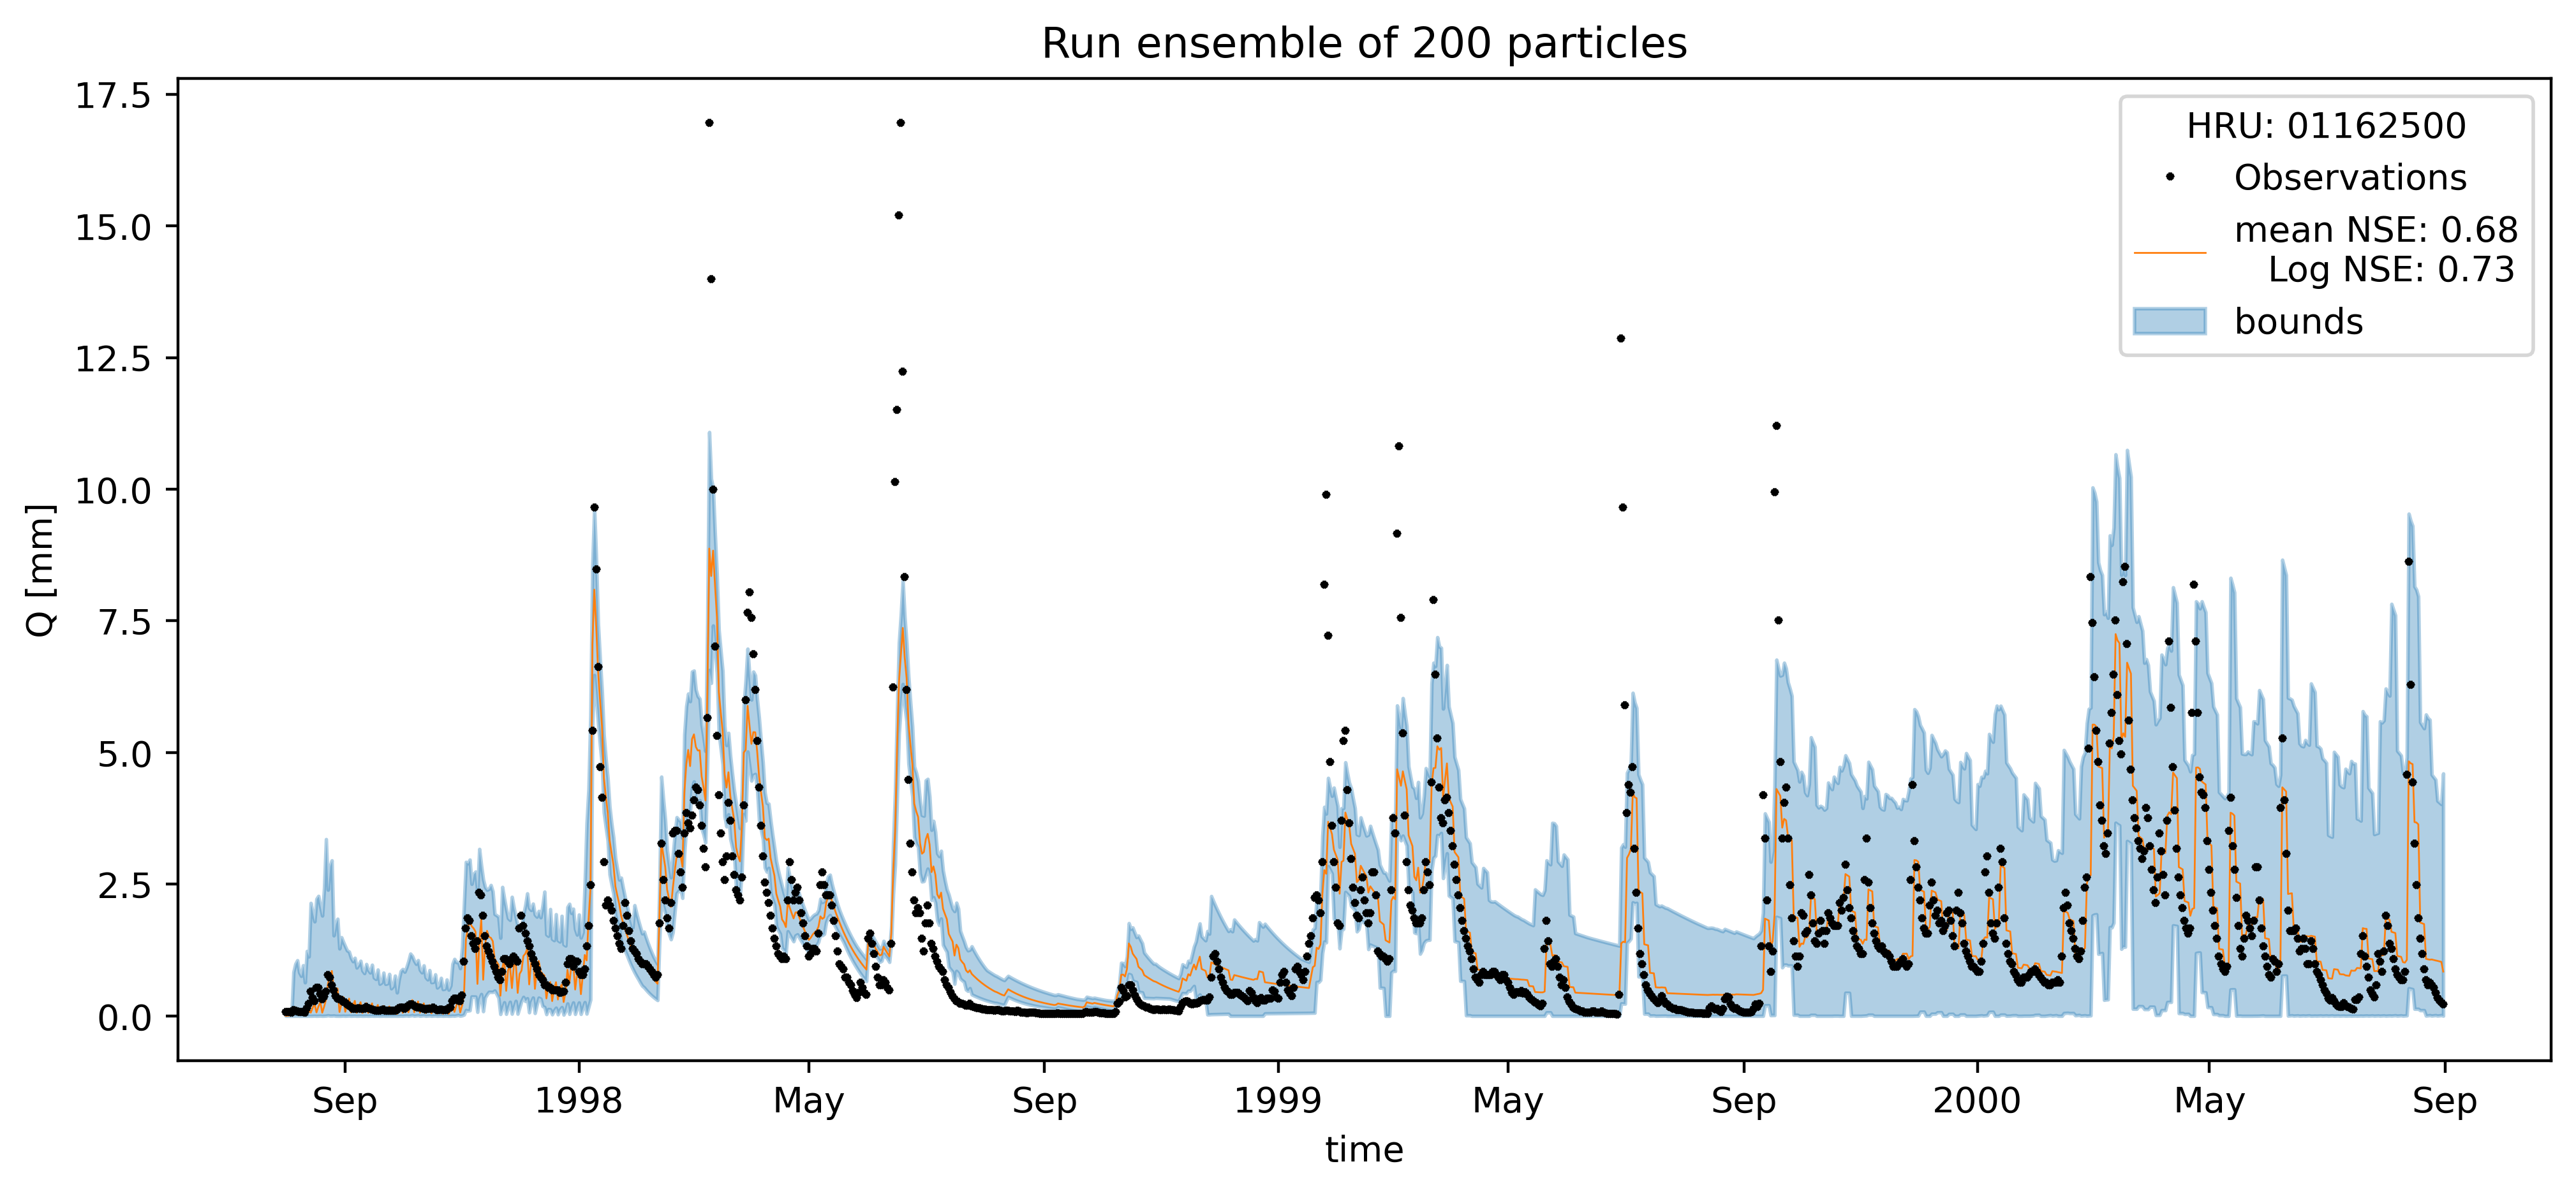 Run ensemble of 200 particles
17.5
15.0
12.5
10.0
7.5
5.0
2.5
0.0
Q [mm]
HRU: 01162500
Observations
mean NSE: 0.68
Log NSE: 0.73
bounds
Sep
1998
May
Sep
1999
May
Sep
2000
May
Sep
time